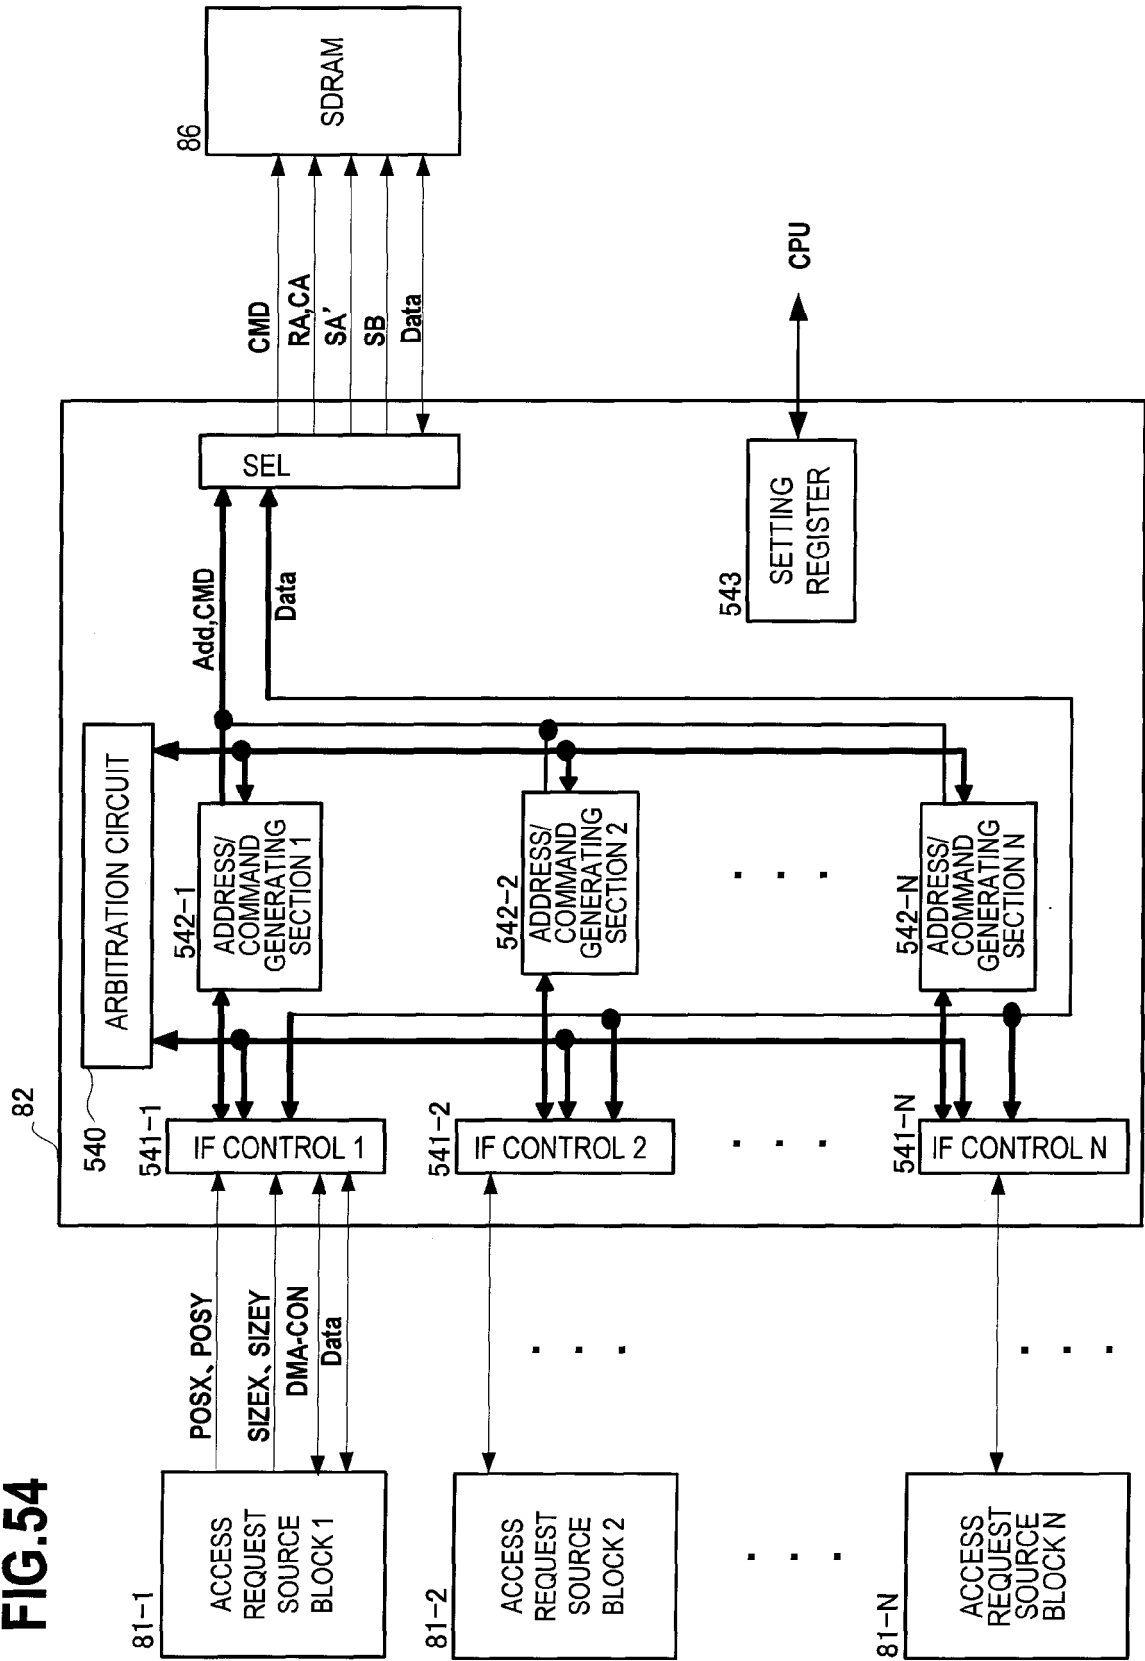 FIG.54
82
540
ARBITRATION CIRCUIT
81-1
ACCESS
REQUEST
SOURCE
BLOCK 1
POSX、POSY
SIZEX、SIZEY
DMA-CON
Data
541-1
IF CONTROL 1
542-1
ADDRESS/
COMMAND
GENERATING
SECTION 1
Add,CMD
Data
SEL
CMD
RA,CA
SA'
SB
Data
86
SDRAM
81-2
ACCESS
REQUEST
SOURCE
BLOCK 2
541-2
IF CONTROL 2
542-2
ADDRESS/
COMMAND
GENERATING
SECTION 2
81-N
ACCESS
REQUEST
SOURCE
BLOCK N
541-N
IF CONTROL N
542-N
ADDRESS/
COMMAND
GENERATING
SECTION N
543
SETTING
REGISTER
CPU